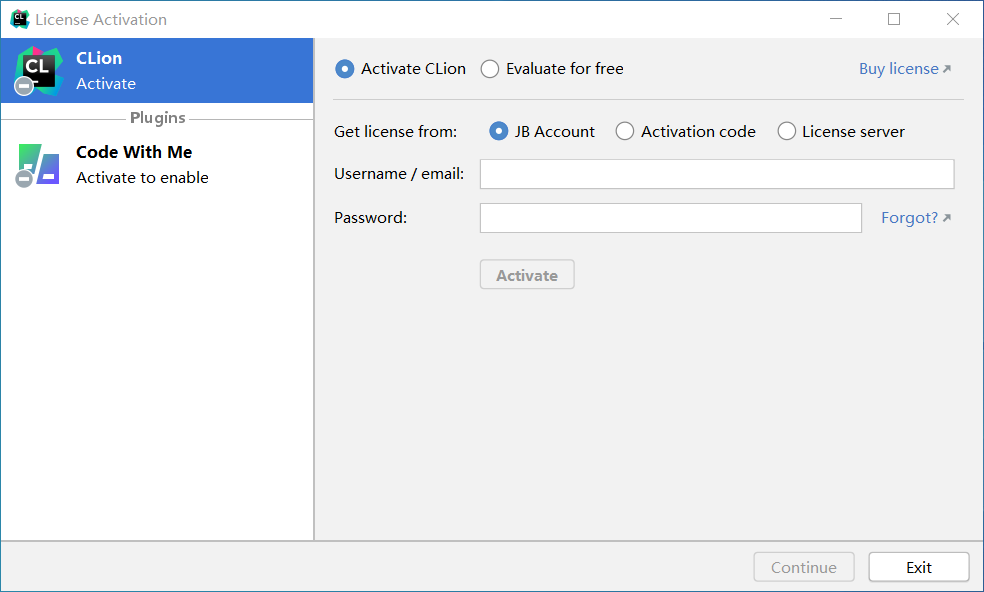 License Activation
CL
CLion
Activate
Plugins
Code With Me
Activate to enable
Activate CLion Evaluate for free Buy license
Get license from: JB Account Activation code License server
Username / email:
Password: Forgot?
Activate
Continue Exit